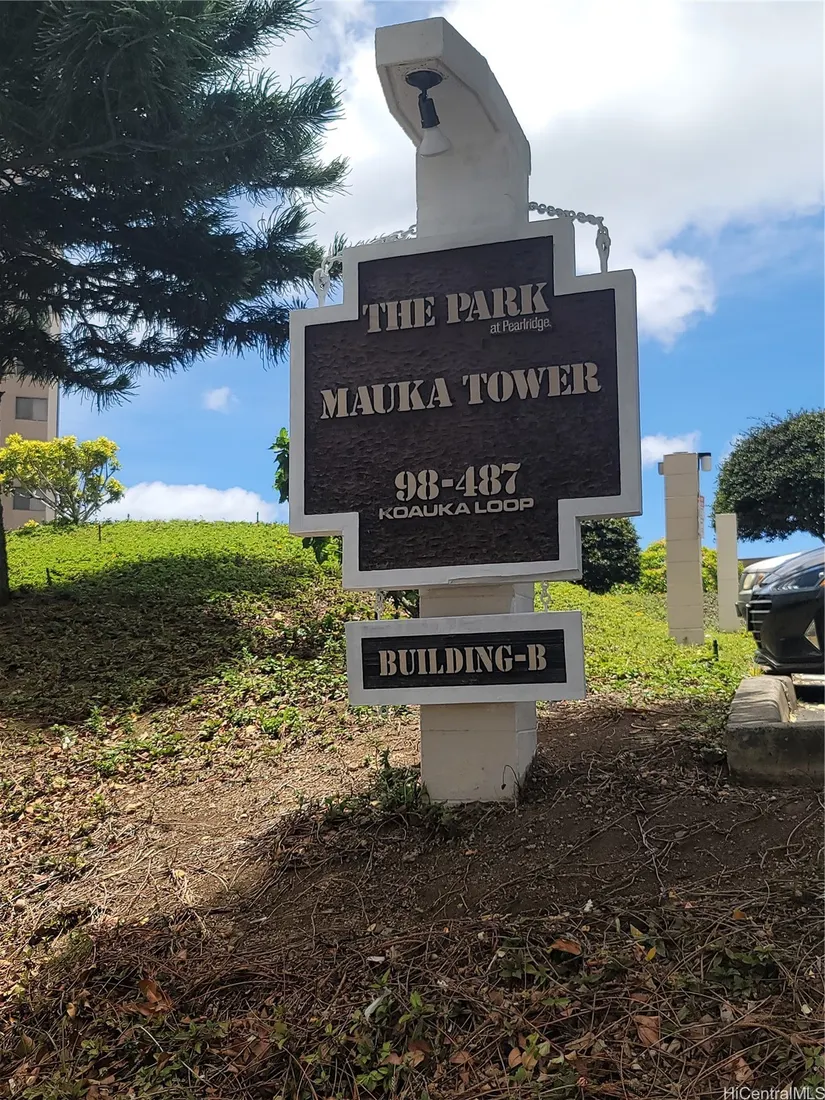 THE PARK
at Pearlridge.
MAUKA TOWER
98-487
KOAUKA LOOP
BUILDING-B
HiCentralMLS